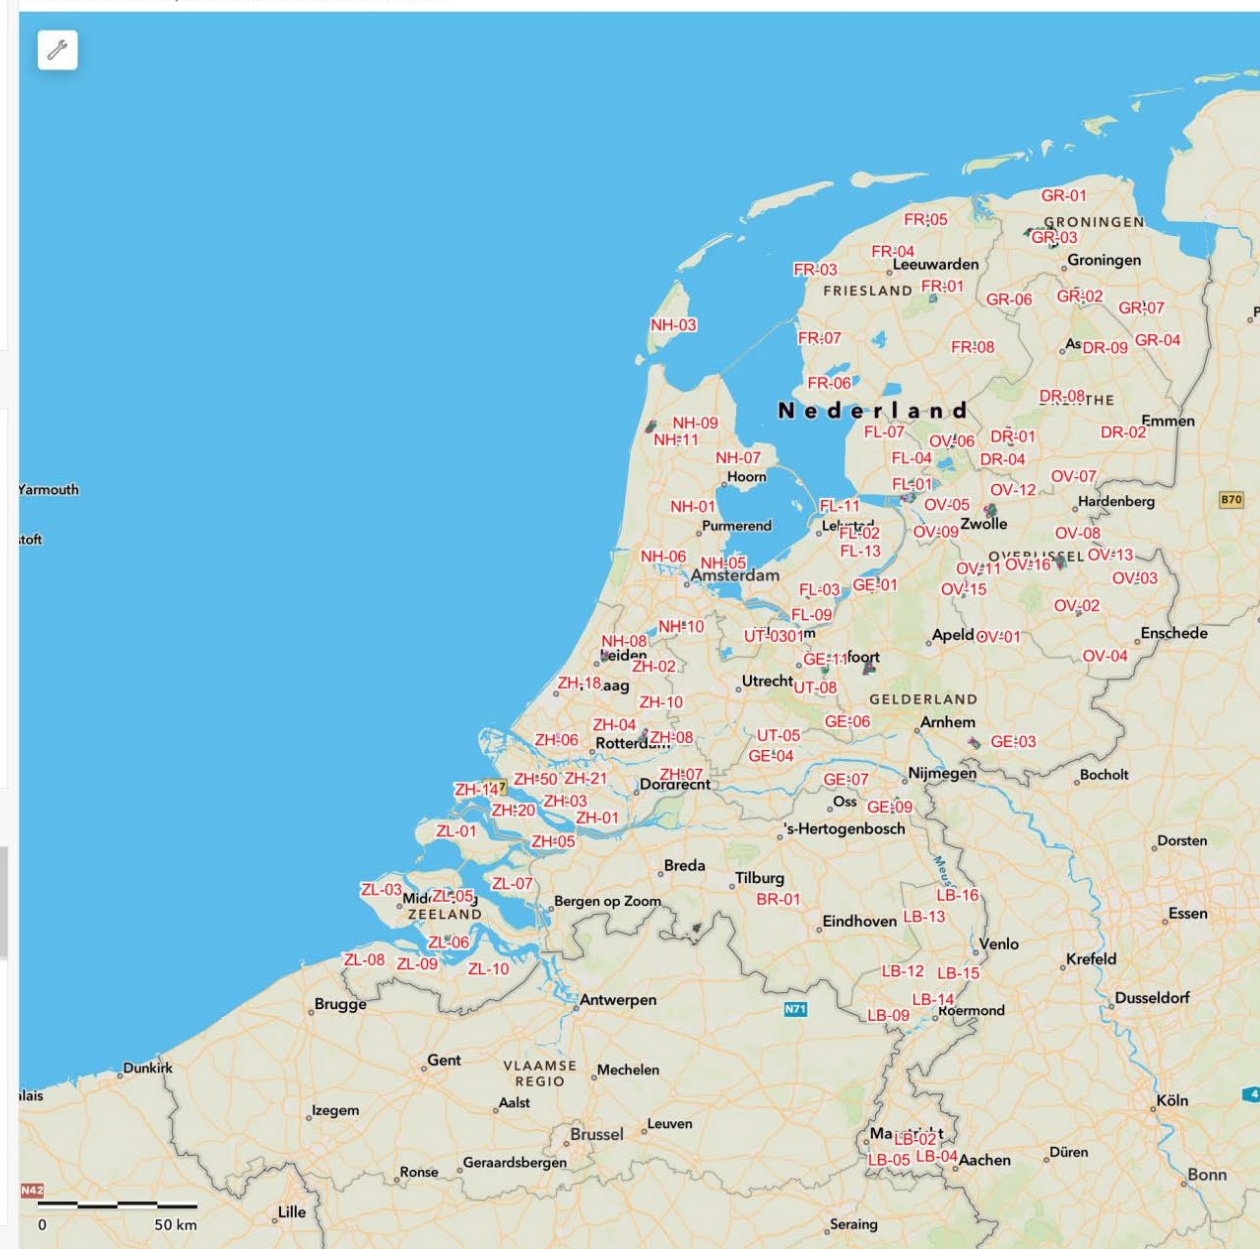 GR-01
FR-05
GRONINGEN
GR-03
FR-04
Leeuwarden
Groningen
FR-03
FRIESLAND
FR-01
GR-06
GR-02
GR-07
NH-03
FR-07
FR-08
DR-09
GR-04
FR-06
DR-08
Nederland
Emmen
NH-09
NH-11
FL-07
OV-06
DR-01
DR-02
NH-07
FL-04
DR-04
Hoorn
OV-07
Yarmouth
FL-01
OV-12
B70
NH-01
FL-11
OV-05
Hardenberg
Purmerend
Lelystad
FL-02
OV-09
Zwolle
OV-08
FL-13
NH-06
NH-05
OVERIJSSEL
OV-13
Amsterdam
OV-11
OV-16
OV-03
FL-03
GE-01
OV-15
FL-09
OV-02
NH-10
UT-0301
OV-01
Enschede
NH-08
Leiden
ZH-02
GE-11
OV-04
ZH-18
Utrecht
UT-08
ZH-10
GELDERLAND
ZH-04
GE-06
Arnhem
ZH-06
Rotterdam
ZH-08
UT-05
GE-03
GE-04
ZH-50
ZH-21
ZH-07
Dordrecht
GE-07
Nijmegen
Bocholt
ZH-14
ZH-03
Oss
GE-09
ZH-20
ZH-01
ZL-01
ZH-05
's-Hertogenbosch
Dorsten
Breda
Meuse
ZL-03
ZL-05
ZL-07
Tilburg
BR-01
LB-16
ZEELAND
Bergen op Zoom
Eindhoven
LB-13
Essen
ZL-06
Venlo
ZL-08
ZL-09
ZL-10
LB-12
LB-15
Krefeld
Brugge
Antwerpen
N71
LB-14
LB-09
Roermond
Dusseldorf
Dunkirk
Gent
VLAAMSE
REGIO
Mechelen
Izegem
Aalst
Köln
4
Brussel
Leuven
Maastricht
LB-02
LB-05
LB-04
Aachen
Düren
Ronse
Geraardsbergen
Bonn
N42
Lille
Seraing
0
50 km